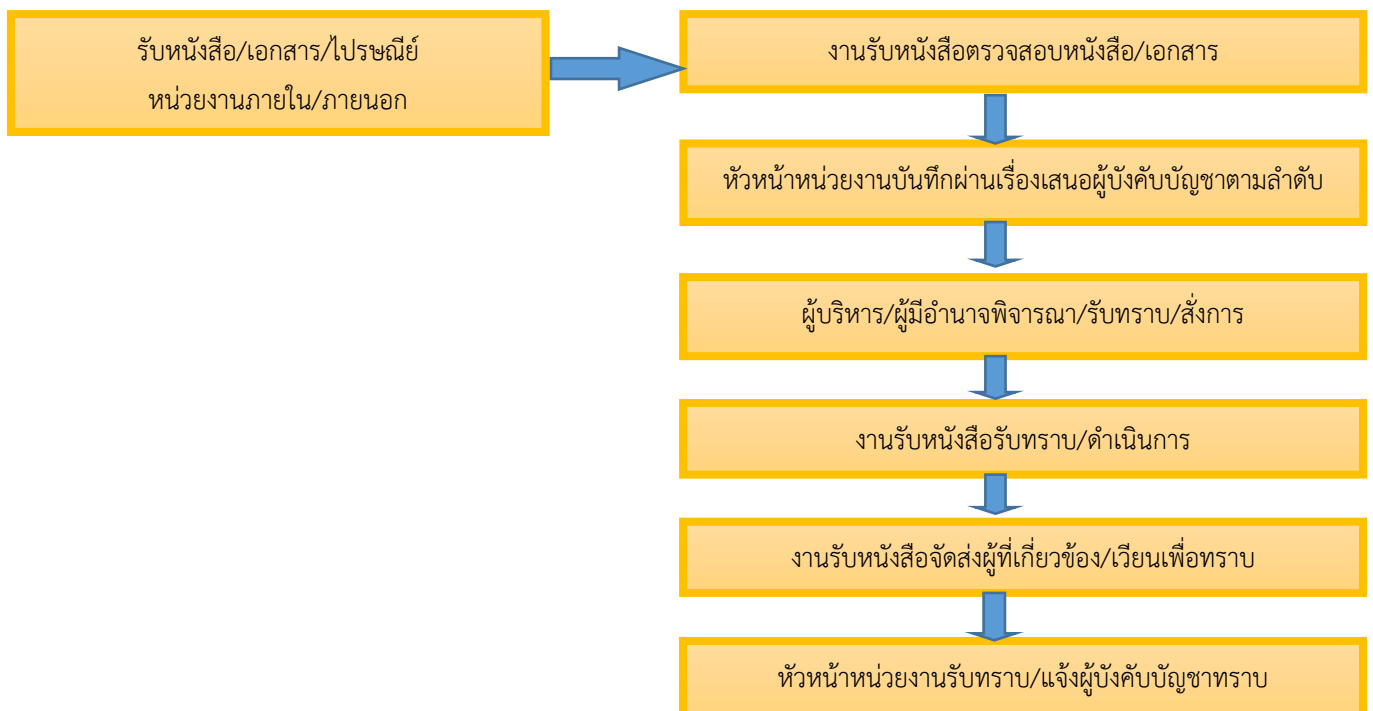 รับหนังสือ/เอกสาร/ไปรษณีย์
หน่วยงานภายใน/ภายนอก
งานรับหนังสือตรวจสอบหนังสือ/เอกสาร
หัวหน้าหน่วยงานบันทึกผ่านเรื่องเสนอผู้บังคับบัญชาตามลำดับ
ผู้บริหาร/ผู้มีอำนาจพิจารณา/รับทราบ/สั่งการ
งานรับหนังสือรับทราบ/ดำเนินการ
งานรับหนังสือจัดส่งผู้ที่เกี่ยวข้อง/เวียนเพื่อทราบ
หัวหน้าหน่วยงานรับทราบ/แจ้งผู้บังคับบัญชาทราบ